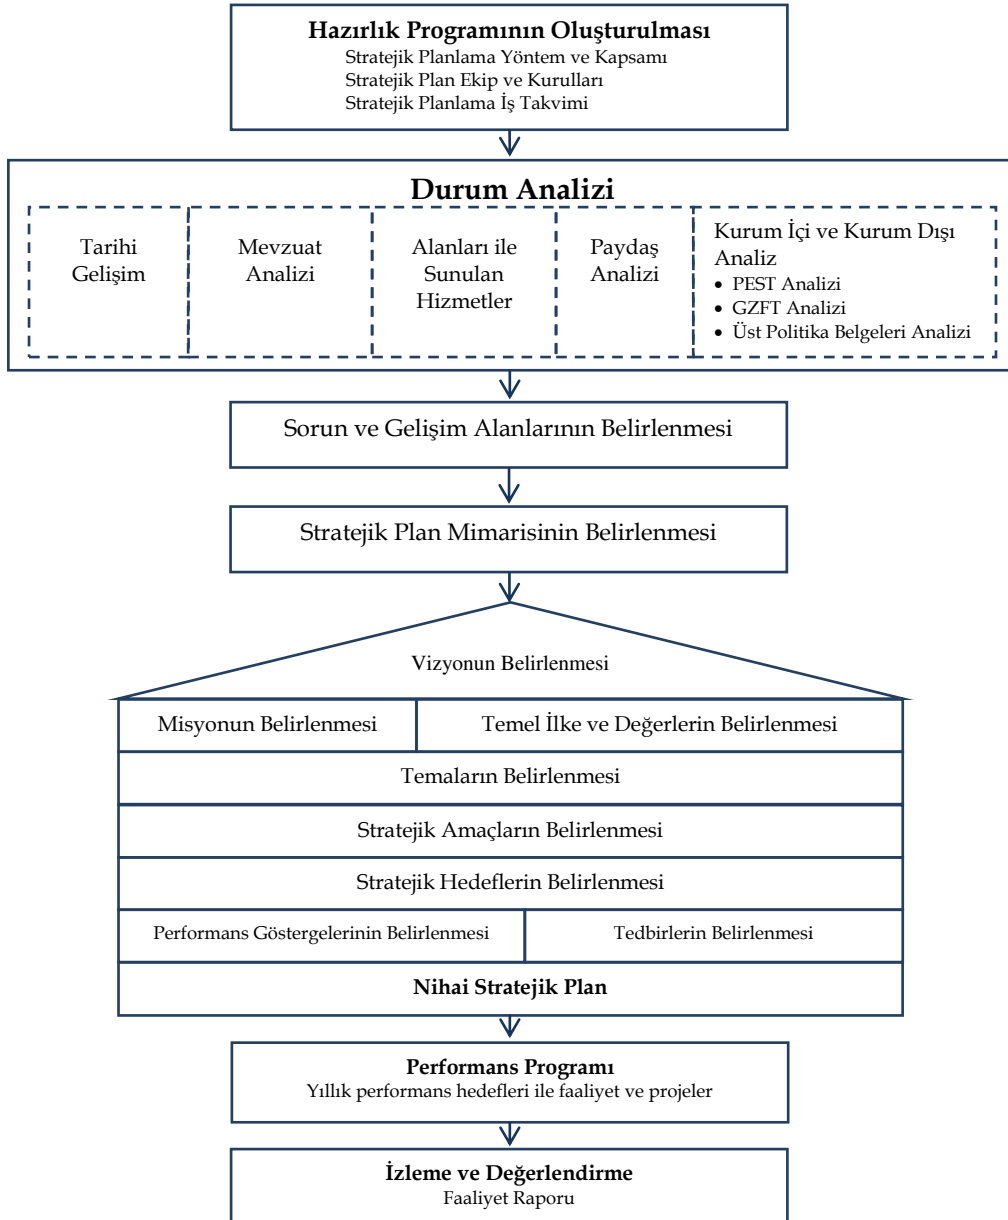 Hazırlık Programının Oluşturulması
Stratejik Planlama Yöntem ve Kapsamı
Stratejik Plan Ekip ve Kurulları
Stratejik Planlama İş Takvimi
Durum Analizi
Tarihi
Gelişim
Mevzuat
Analizi
Alanları ile
Sunulan
Hizmetler
Paydaş
Analizi
Kurum İçi ve Kurum Dışı
Analiz
• PEST Analizi
• GZFT Analizi
• Üst Politika Belgeleri Analizi
Sorun ve Gelişim Alanlarının Belirlenmesi
Stratejik Plan Mimarisinin Belirlenmesi
Vizyonun Belirlenmesi
Misyonun Belirlenmesi
Temel İlke ve Değerlerin Belirlenmesi
Temaların Belirlenmesi
Stratejik Amaçların Belirlenmesi
Stratejik Hedeflerin Belirlenmesi
Performans Göstergelerinin Belirlenmesi
Tedbirlerin Belirlenmesi
Nihai Stratejik Plan
Performans Programı
Yıllık performans hedefleri ile faaliyet ve projeler
İzleme ve Değerlendirme
Faaliyet Raporu